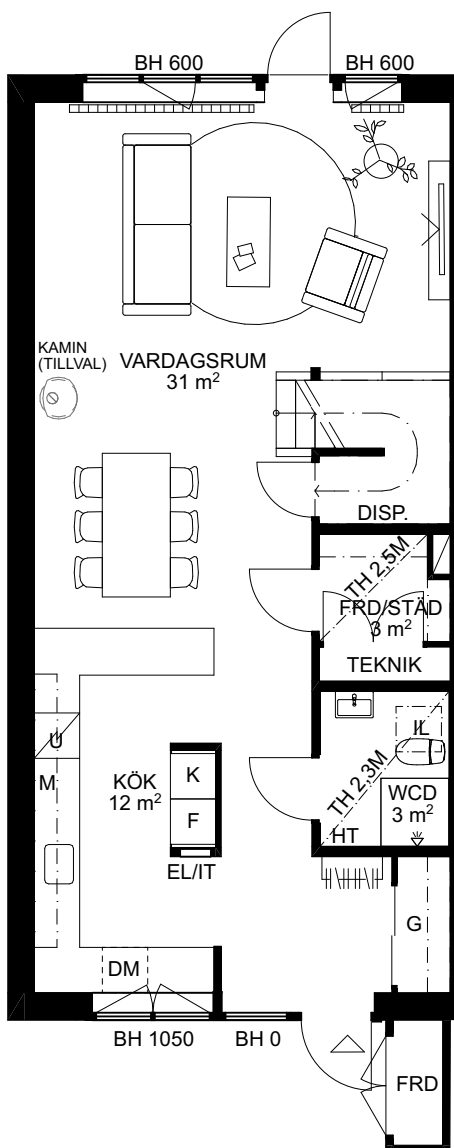 BH 600
BH 600
KAMIN
(TILLVAL)
VARDAGSRUM
31 m²
DISP.
TH 2,5M
FRD/STÄD
3 m²
TEKNIK
U
M
KÖK
12 m²
K
F
EL/IT
IL
TH 2,3M
WCD
3 m²
HT
G
DM
BH 1050
BH 0
FRD